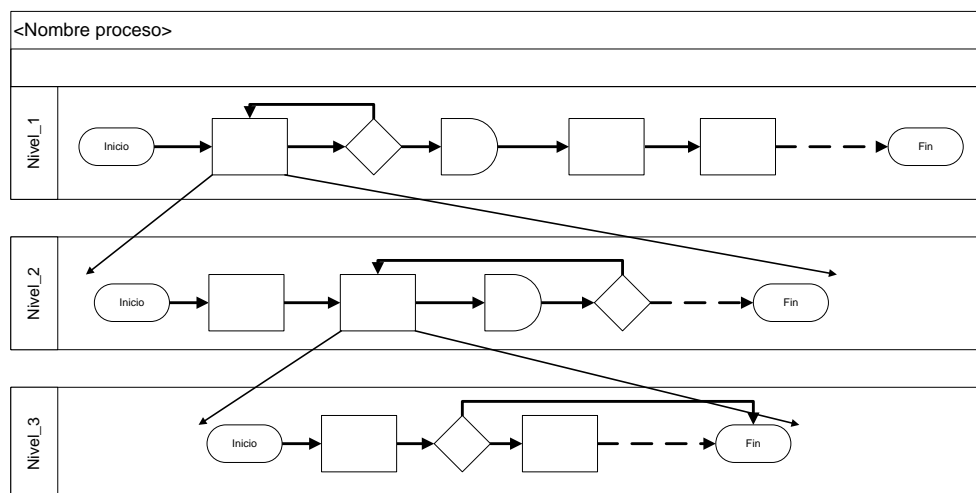 <Nombre proceso>
Nivel_1
Inicio
Fin
Nivel_2
Inicio
Fin
Nivel_3
Inicio
Fin